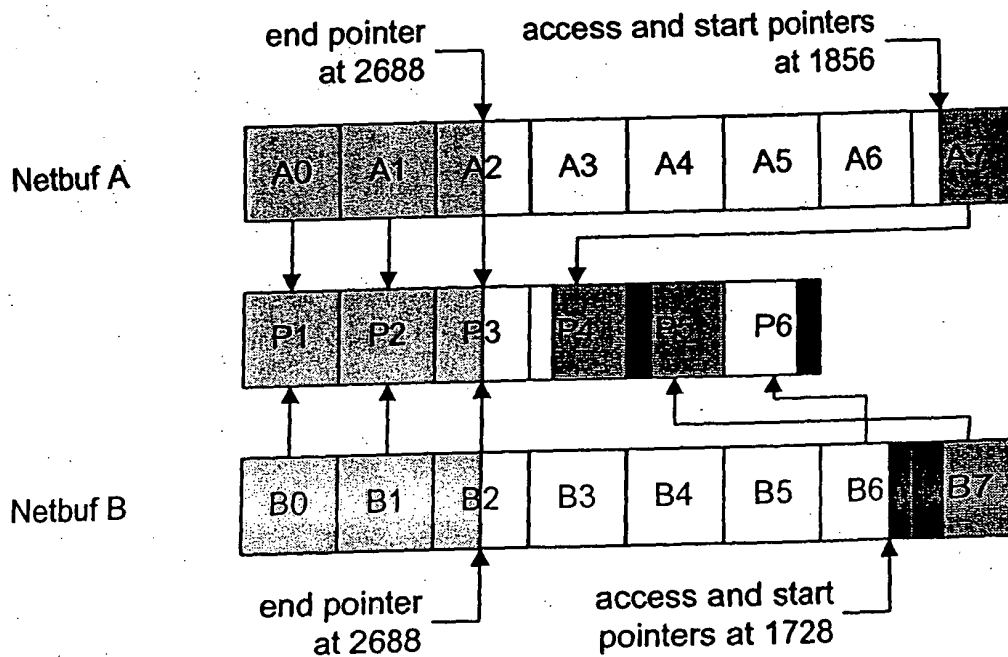 end pointer
at 2688
access and start pointers
at 1856
Netbuf A
A0 A1 A2 A3 A4 A5 A6 A7
P1 P2 P3 P4 P6
Netbuf B
B0 B1 B2 B3 B4 B5 B6 B7
end pointer
at 2688
access and start
pointers at 1728